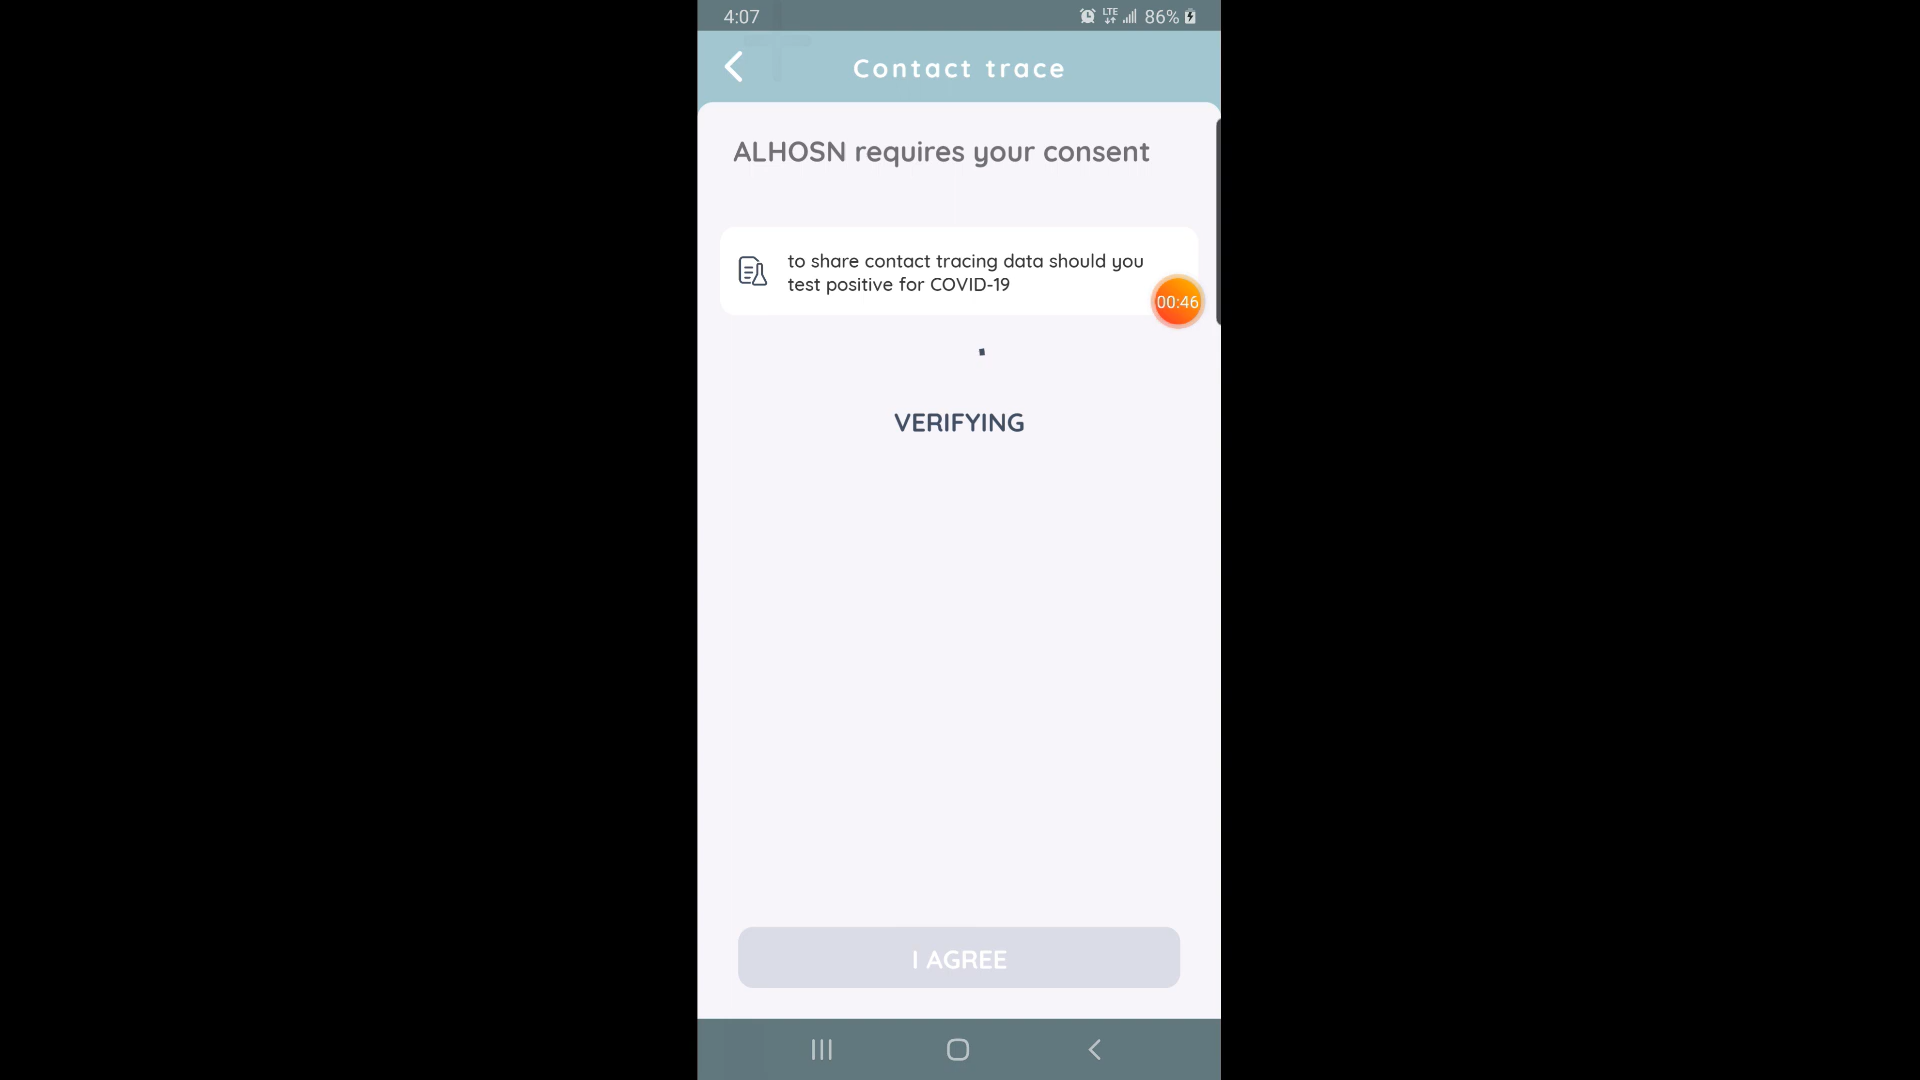 4:07
LTE 86%
Contact trace
ALHOSN requires your consent
to share contact tracing data should you
test positive for COVID-19
00:46
VERIFYING
I AGREE